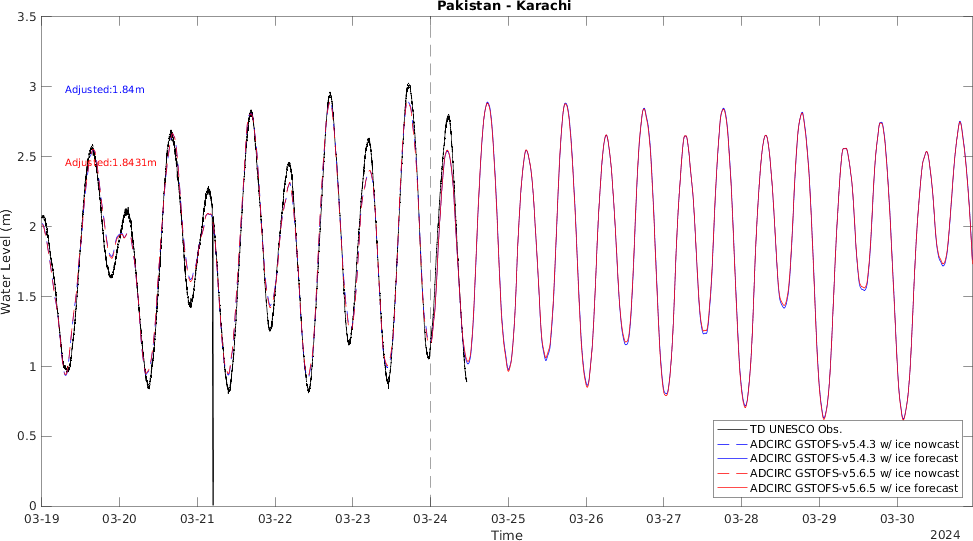 Pakistan - Karachi
3.5
3
2.5
2
1.5
1
0.5
0
Water Level (m)
Adjusted:1.84m
Adjusted:1.8431m
TD UNESCO Obs.
ADCIRC GSTOFS-v5.4.3 w/ ice nowcast
ADCIRC GSTOFS-v5.4.3 w/ ice forecast
ADCIRC GSTOFS-v5.6.5 w/ ice nowcast
ADCIRC GSTOFS-v5.6.5 w/ ice forecast
03-19 03-20 03-21 03-22 03-23 03-24 03-25 03-26 03-27 03-28 03-29 03-30
Time
2024